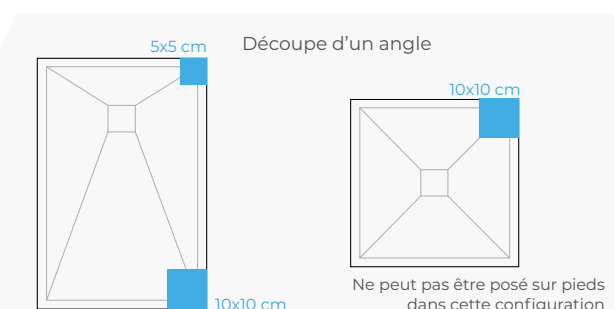 Découpe d'un angle
5x5 cm
10x10 cm
10x10 cm
Ne peut pas être posé sur pieds
dans cette configuration